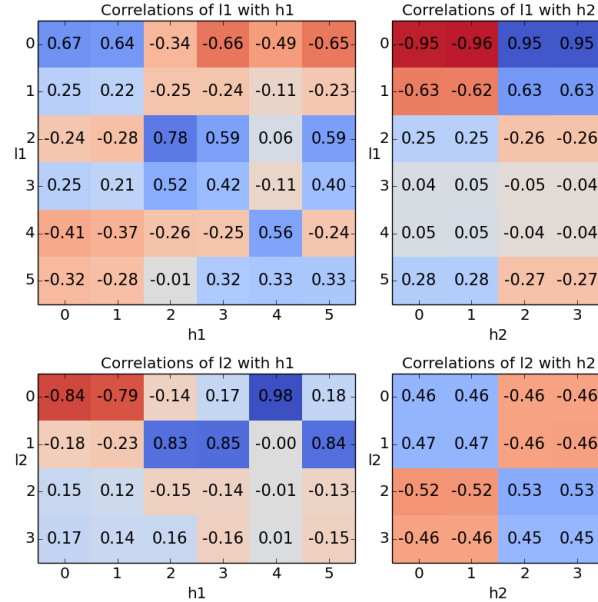 Correlations of l1 with h1
Correlations of l1 with h2
0 0.67 0.64 -0.34 -0.66 -0.49 -0.65
1 0.25 0.22 -0.25 -0.24 -0.11 -0.23
2 -0.24 -0.28 0.78 0.59 0.06 0.59
3 0.25 0.21 0.52 0.42 -0.11 0.40
4 -0.41 -0.37 -0.26 -0.25 0.56 -0.24
5 -0.32 -0.28 -0.01 0.32 0.33 0.33
l1
0 1 2 3 4 5
h1
0 -0.95 -0.96 0.95 0.95
1 -0.63 -0.62 0.63 0.63
2 0.25 0.25 -0.26 -0.26
3 0.04 0.05 -0.05 -0.04
4 0.05 0.05 -0.04 -0.04
5 0.28 0.28 -0.27 -0.27
l1
0 1 2 3
h2
Correlations of l2 with h1
Correlations of l2 with h2
0 -0.84 -0.79 -0.14 0.17 0.98 0.18
1 -0.18 -0.23 0.83 0.85 -0.00 0.84
2 0.15 0.12 -0.15 -0.14 -0.01 -0.13
3 0.17 0.14 0.16 -0.16 0.01 -0.15
l2
0 1 2 3 4 5
h1
0 0.46 0.46 -0.46 -0.46
1 0.47 0.47 -0.46 -0.46
2 -0.52 -0.52 0.53 0.53
3 -0.46 -0.46 0.45 0.45
l2
0 1 2 3
h2